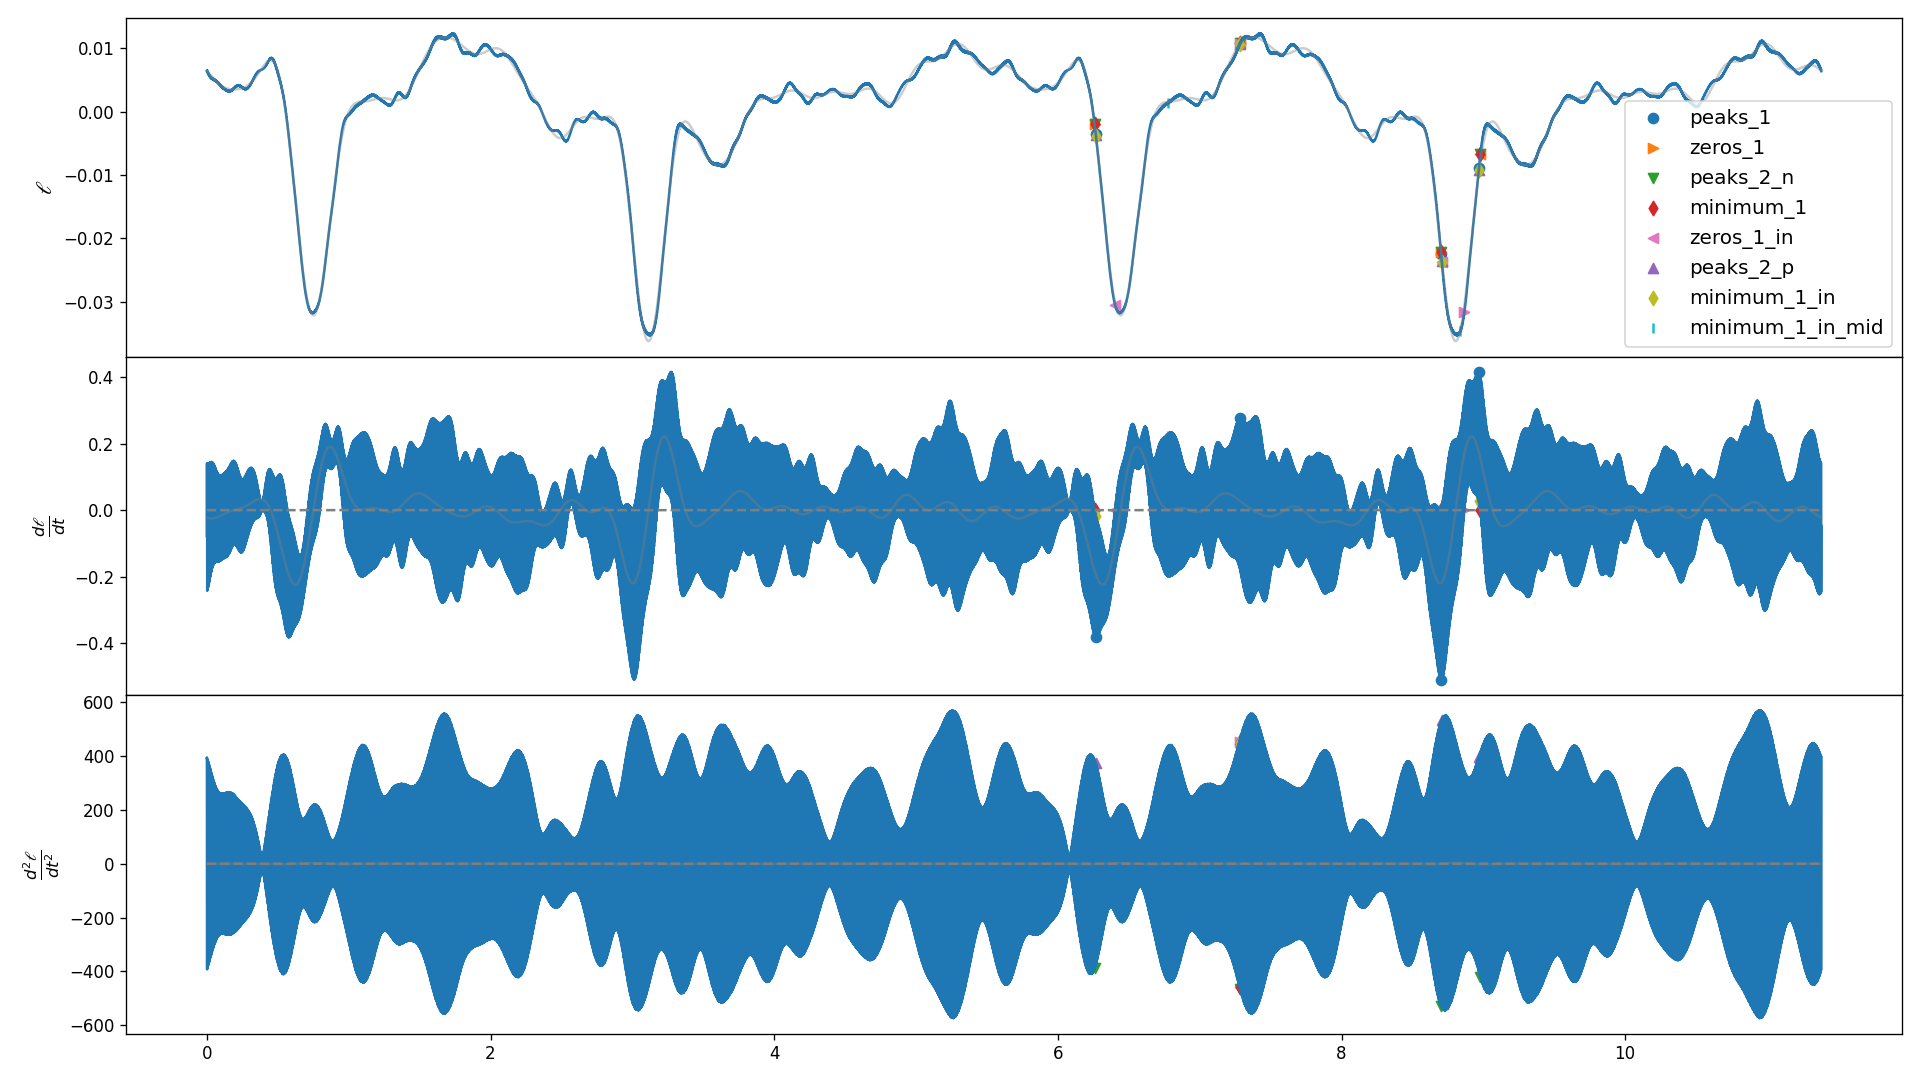 0.01
0.00
−0.01
−0.02
−0.03
ℓ
peaks_1
zeros_1
peaks_2_n
minimum_1
zeros_1_in
peaks_2_p
minimum_1_in
minimum_1_in_mid
0.4
0.2
0.0
−0.2
−0.4
dℓ/dt
600
400
200
0
−200
−400
−600
d²ℓ/dt²
0 2 4 6 8 10